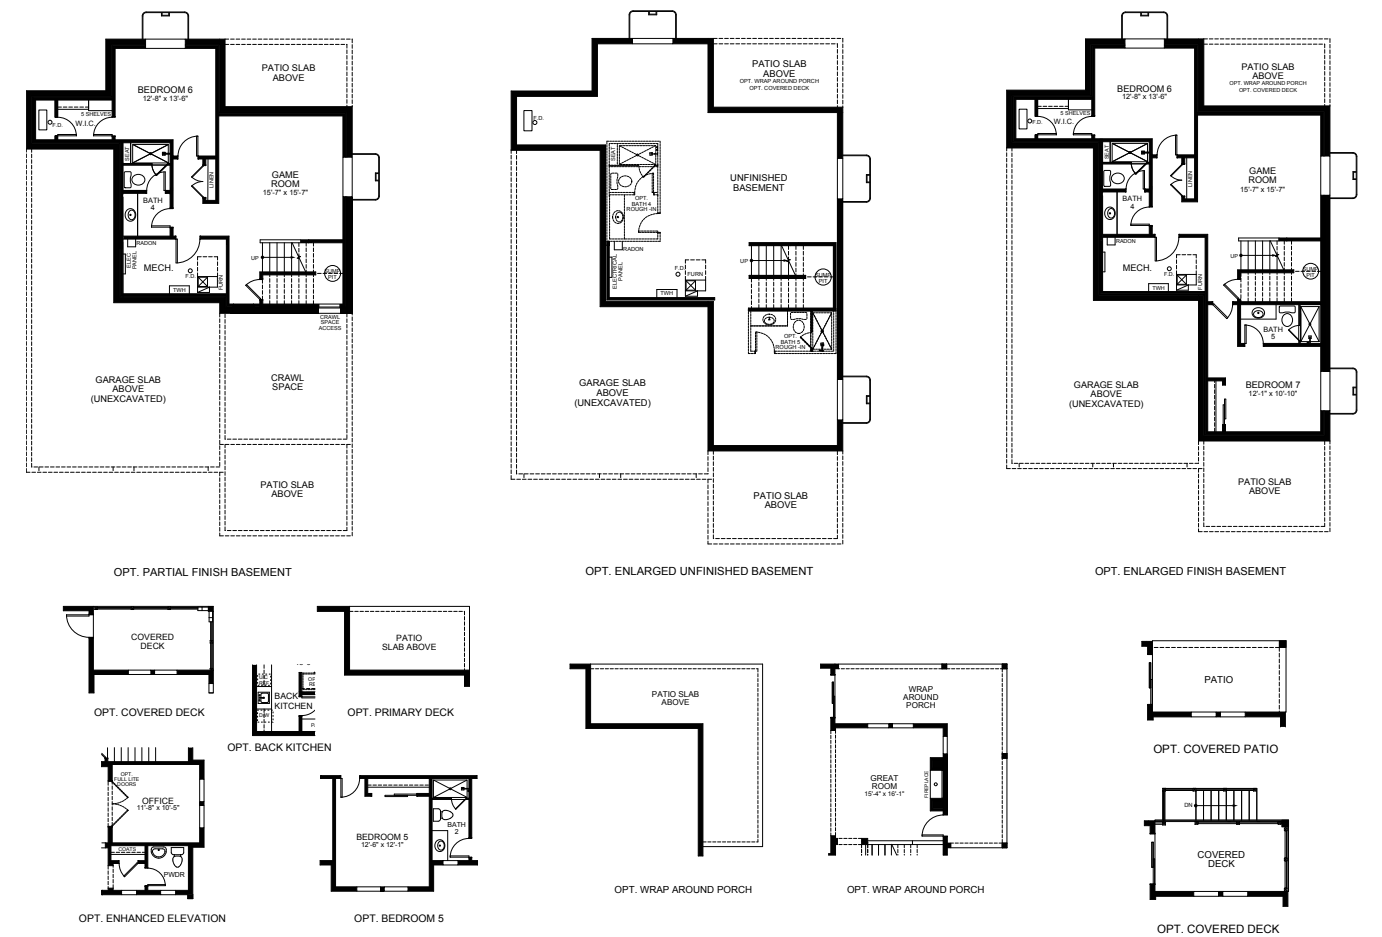 PATIO SLAB
ABOVE
BEDROOM 6
12'-8" x 13'-6"
5 SHELVES
F.D.
W.I.C.
SEAT
LINEN
GAME
ROOM
15'-7" x 15'-7"
BATH
4
RADON
ELEC
PANEL
MECH.
F.D.
FURN
TWH
UP
SUMP
PIT
CRAWL
SPACE
ACCESS
GARAGE SLAB
ABOVE
(UNEXCAVATED)
CRAWL
SPACE
PATIO SLAB
ABOVE
OPT. PARTIAL FINISH BASEMENT
PATIO SLAB
ABOVE
OPT. WRAP AROUND PORCH
OPT. COVERED DECK
F.D.
SEAT
UNFINISHED
BASEMENT
OPT.
BATH 4
ROUGH -IN
RADON
ELECTRICAL
PANEL
F.D.
FURN
TWH
UP
SUMP
PIT
OPT.
BATH 5
ROUGH -IN
GARAGE SLAB
ABOVE
(UNEXCAVATED)
PATIO SLAB
ABOVE
OPT. ENLARGED UNFINISHED BASEMENT
PATIO SLAB
ABOVE
OPT. WRAP AROUND PORCH
OPT. COVERED DECK
BEDROOM 6
12'-8" x 13'-6"
5 SHELVES
F.D.
W.I.C.
SEAT
LINEN
GAME
ROOM
15'-7" x 15'-7"
BATH
4
RADON
MECH.
F.D.
FURN
TWH
UP
SUMP
PIT
BATH
5
GARAGE SLAB
ABOVE
(UNEXCAVATED)
BEDROOM 7
12'-1" x 10'-10"
PATIO SLAB
ABOVE
OPT. ENLARGED FINISH BASEMENT
COVERED
DECK
OPT. COVERED DECK
BACK
KITCHEN
D/W
OPT. BACK KITCHEN
PATIO
SLAB ABOVE
OPT. PRIMARY DECK
PATIO SLAB
ABOVE
OPT. WRAP AROUND PORCH
WRAP
AROUND
PORCH
GREAT
ROOM
15'-4" x 16'-1"
FIREPLACE
OPT. WRAP AROUND PORCH
PATIO
OPT. COVERED PATIO
OPT.
FULL LITE
DOORS
OFFICE
11'-8" x 10'-5"
COATS
PWDR
OPT. ENHANCED ELEVATION
BEDROOM 5
12'-6" x 12'-1"
BATH
2
OPT. BEDROOM 5
DN
COVERED
DECK
OPT. COVERED DECK